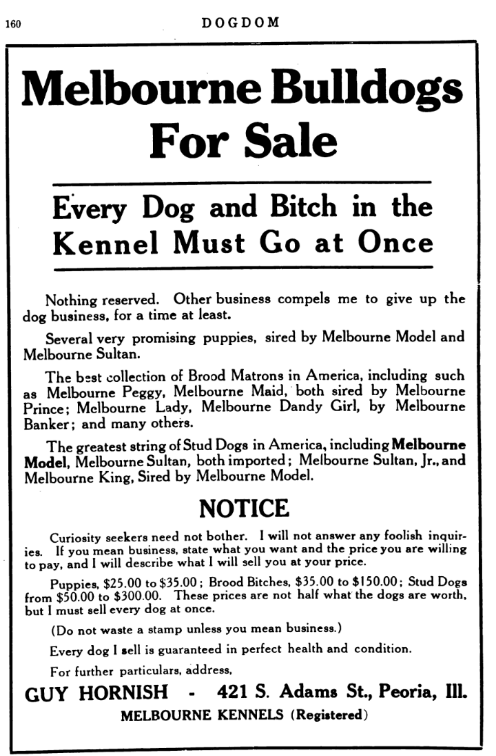 160
DOGDOM
Melbourne Bulldogs
For Sale
Every Dog and Bitch in the
Kennel Must Go at Once
Nothing reserved. Other business compels me to give up the
dog business, for a time at least.
Several very promising puppies, sired by Melbourne Model and
Melbourne Sultan.
The best collection of Brood Matrons in America, including such
as Melbourne Peggy, Melbourne Maid, both sired by Melbourne
Prince; Melbourne Lady, Melbourne Dandy Girl, by Melbourne
Banker; and many others.
The greatest string of Stud Dogs in America, including Melbourne
Model, Melbourne Sultan, both imported; Melbourne Sultan, Jr., and
Melbourne King, Sired by Melbourne Model.
NOTICE
Curiosity seekers need not bother. I will not answer any foolish inquir-
ies. If you mean business, state what you want and the price you are willing
to pay, and I will describe what I will sell you at your price.
Puppies, $25.00 to $35.00; Brood Bitches, $35.00 to $150.00; Stud Dogs
from $50.00 to $300.00. These prices are not half what the dogs are worth,
but I must sell every dog at once.
(Do not waste a stamp unless you mean business.)
Every dog I sell is guaranteed in perfect health and condition.
For further particulars, address,
GUY HORNISH - 421 S. Adams St., Peoria, Ill.
MELBOURNE KENNELS (Registered)